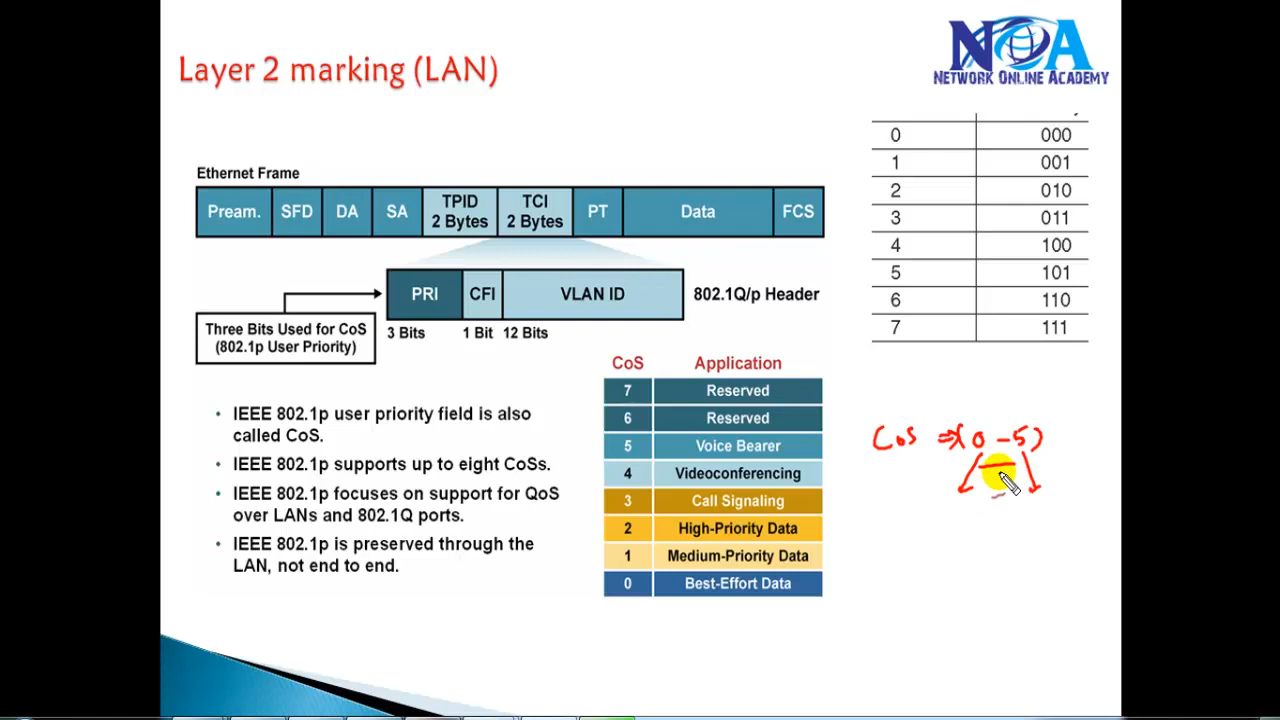 Layer 2 marking (LAN)
NOA
NETWORK ONLINE ACADEMY
Ethernet Frame
Pream. SFD DA SA TPID 2 Bytes TCI 2 Bytes PT Data FCS
PRI CFI VLAN ID 802.1Q/p Header
3 Bits 1 Bit 12 Bits
Three Bits Used for CoS
(802.1p User Priority)
0 000
1 001
2 010
3 011
4 100
5 101
6 110
7 111
CoS Application
7 Reserved
6 Reserved
5 Voice Bearer
4 Videoconferencing
3 Call Signaling
2 High-Priority Data
1 Medium-Priority Data
0 Best-Effort Data
• IEEE 802.1p user priority field is also
called CoS.
• IEEE 802.1p supports up to eight CoSs.
• IEEE 802.1p focuses on support for QoS
over LANs and 802.1Q ports.
• IEEE 802.1p is preserved through the
LAN, not end to end.
CoS ⇒ (0 – 5)